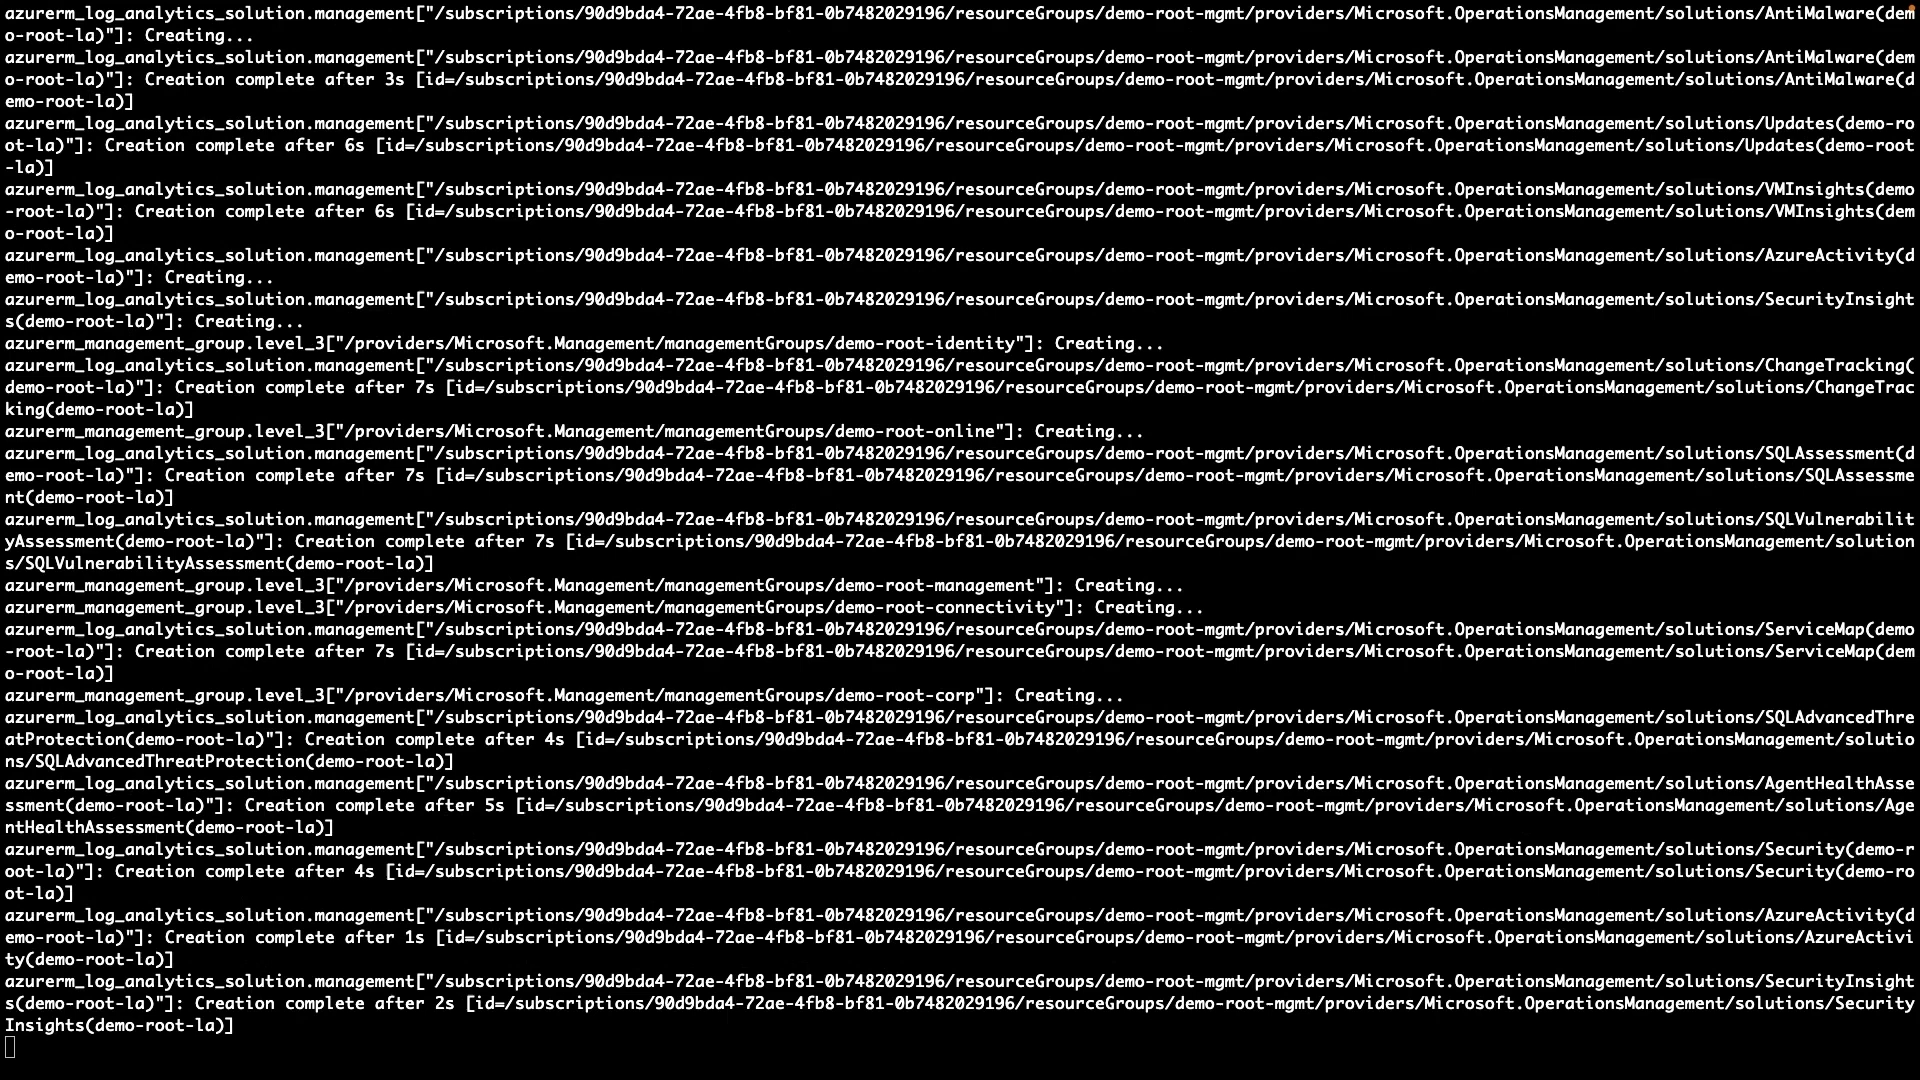 azurerm_log_analytics_solution.management["/subscriptions/90d9bda4-72ae-4fb8-bf81-0b7482029196/resourceGroups/demo-root-mgmt/providers/Microsoft.OperationsManagement/solutions/AntiMalware(dem
o-root-la)"]: Creating...
azurerm_log_analytics_solution.management["/subscriptions/90d9bda4-72ae-4fb8-bf81-0b7482029196/resourceGroups/demo-root-mgmt/providers/Microsoft.OperationsManagement/solutions/AntiMalware(dem
o-root-la)"]: Creation complete after 3s [id=/subscriptions/90d9bda4-72ae-4fb8-bf81-0b7482029196/resourceGroups/demo-root-mgmt/providers/Microsoft.OperationsManagement/solutions/AntiMalware(d
emo-root-la)]
azurerm_log_analytics_solution.management["/subscriptions/90d9bda4-72ae-4fb8-bf81-0b7482029196/resourceGroups/demo-root-mgmt/providers/Microsoft.OperationsManagement/solutions/Updates(demo-ro
ot-la)"]: Creation complete after 6s [id=/subscriptions/90d9bda4-72ae-4fb8-bf81-0b7482029196/resourceGroups/demo-root-mgmt/providers/Microsoft.OperationsManagement/solutions/Updates(demo-root
-la)]
azurerm_log_analytics_solution.management["/subscriptions/90d9bda4-72ae-4fb8-bf81-0b7482029196/resourceGroups/demo-root-mgmt/providers/Microsoft.OperationsManagement/solutions/VMInsights(demo
-root-la)"]: Creation complete after 6s [id=/subscriptions/90d9bda4-72ae-4fb8-bf81-0b7482029196/resourceGroups/demo-root-mgmt/providers/Microsoft.OperationsManagement/solutions/VMInsights(dem
o-root-la)]
azurerm_log_analytics_solution.management["/subscriptions/90d9bda4-72ae-4fb8-bf81-0b7482029196/resourceGroups/demo-root-mgmt/providers/Microsoft.OperationsManagement/solutions/AzureActivity(d
emo-root-la)"]: Creating...
azurerm_log_analytics_solution.management["/subscriptions/90d9bda4-72ae-4fb8-bf81-0b7482029196/resourceGroups/demo-root-mgmt/providers/Microsoft.OperationsManagement/solutions/SecurityInsight
s(demo-root-la)"]: Creating...
azurerm_management_group.level_3["/providers/Microsoft.Management/managementGroups/demo-root-identity"]: Creating...
azurerm_log_analytics_solution.management["/subscriptions/90d9bda4-72ae-4fb8-bf81-0b7482029196/resourceGroups/demo-root-mgmt/providers/Microsoft.OperationsManagement/solutions/ChangeTracking(
demo-root-la)"]: Creation complete after 7s [id=/subscriptions/90d9bda4-72ae-4fb8-bf81-0b7482029196/resourceGroups/demo-root-mgmt/providers/Microsoft.OperationsManagement/solutions/ChangeTrac
king(demo-root-la)]
azurerm_management_group.level_3["/providers/Microsoft.Management/managementGroups/demo-root-online"]: Creating...
azurerm_log_analytics_solution.management["/subscriptions/90d9bda4-72ae-4fb8-bf81-0b7482029196/resourceGroups/demo-root-mgmt/providers/Microsoft.OperationsManagement/solutions/SQLAssessment(d
emo-root-la)"]: Creation complete after 7s [id=/subscriptions/90d9bda4-72ae-4fb8-bf81-0b7482029196/resourceGroups/demo-root-mgmt/providers/Microsoft.OperationsManagement/solutions/SQLAssessme
nt(demo-root-la)]
azurerm_log_analytics_solution.management["/subscriptions/90d9bda4-72ae-4fb8-bf81-0b7482029196/resourceGroups/demo-root-mgmt/providers/Microsoft.OperationsManagement/solutions/SQLVulnerabilit
yAssessment(demo-root-la)"]: Creation complete after 7s [id=/subscriptions/90d9bda4-72ae-4fb8-bf81-0b7482029196/resourceGroups/demo-root-mgmt/providers/Microsoft.OperationsManagement/solution
s/SQLVulnerabilityAssessment(demo-root-la)]
azurerm_management_group.level_3["/providers/Microsoft.Management/managementGroups/demo-root-management"]: Creating...
azurerm_management_group.level_3["/providers/Microsoft.Management/managementGroups/demo-root-connectivity"]: Creating...
azurerm_log_analytics_solution.management["/subscriptions/90d9bda4-72ae-4fb8-bf81-0b7482029196/resourceGroups/demo-root-mgmt/providers/Microsoft.OperationsManagement/solutions/ServiceMap(demo
-root-la)"]: Creation complete after 7s [id=/subscriptions/90d9bda4-72ae-4fb8-bf81-0b7482029196/resourceGroups/demo-root-mgmt/providers/Microsoft.OperationsManagement/solutions/ServiceMap(dem
o-root-la)]
azurerm_management_group.level_3["/providers/Microsoft.Management/managementGroups/demo-root-corp"]: Creating...
azurerm_log_analytics_solution.management["/subscriptions/90d9bda4-72ae-4fb8-bf81-0b7482029196/resourceGroups/demo-root-mgmt/providers/Microsoft.OperationsManagement/solutions/SQLAdvancedThre
atProtection(demo-root-la)"]: Creation complete after 4s [id=/subscriptions/90d9bda4-72ae-4fb8-bf81-0b7482029196/resourceGroups/demo-root-mgmt/providers/Microsoft.OperationsManagement/solutio
ns/SQLAdvancedThreatProtection(demo-root-la)]
azurerm_log_analytics_solution.management["/subscriptions/90d9bda4-72ae-4fb8-bf81-0b7482029196/resourceGroups/demo-root-mgmt/providers/Microsoft.OperationsManagement/solutions/AgentHealthAsse
ssment(demo-root-la)"]: Creation complete after 5s [id=/subscriptions/90d9bda4-72ae-4fb8-bf81-0b7482029196/resourceGroups/demo-root-mgmt/providers/Microsoft.OperationsManagement/solutions/Age
ntHealthAssessment(demo-root-la)]
azurerm_log_analytics_solution.management["/subscriptions/90d9bda4-72ae-4fb8-bf81-0b7482029196/resourceGroups/demo-root-mgmt/providers/Microsoft.OperationsManagement/solutions/Security(demo-r
oot-la)"]: Creation complete after 4s [id=/subscriptions/90d9bda4-72ae-4fb8-bf81-0b7482029196/resourceGroups/demo-root-mgmt/providers/Microsoft.OperationsManagement/solutions/Security(demo-ro
ot-la)]
azurerm_log_analytics_solution.management["/subscriptions/90d9bda4-72ae-4fb8-bf81-0b7482029196/resourceGroups/demo-root-mgmt/providers/Microsoft.OperationsManagement/solutions/AzureActivity(d
emo-root-la)"]: Creation complete after 1s [id=/subscriptions/90d9bda4-72ae-4fb8-bf81-0b7482029196/resourceGroups/demo-root-mgmt/providers/Microsoft.OperationsManagement/solutions/AzureActivi
ty(demo-root-la)]
azurerm_log_analytics_solution.management["/subscriptions/90d9bda4-72ae-4fb8-bf81-0b7482029196/resourceGroups/demo-root-mgmt/providers/Microsoft.OperationsManagement/solutions/SecurityInsight
s(demo-root-la)"]: Creation complete after 2s [id=/subscriptions/90d9bda4-72ae-4fb8-bf81-0b7482029196/resourceGroups/demo-root-mgmt/providers/Microsoft.OperationsManagement/solutions/Security
Insights(demo-root-la)]